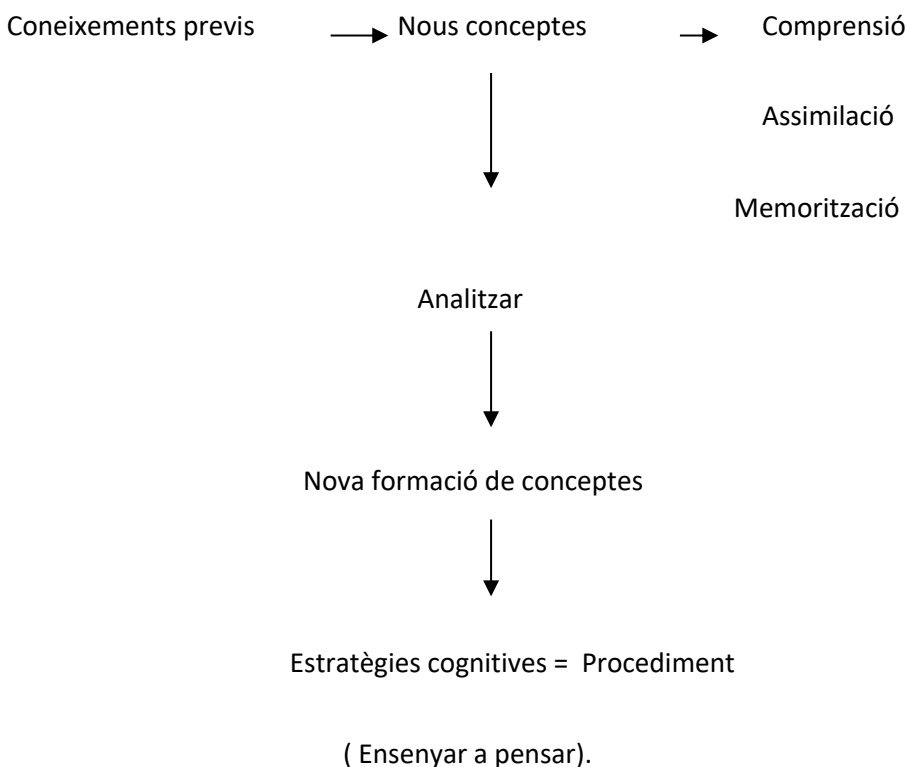 Coneixements previs Nous conceptes Comprensió
Assimilació
Memorització
Analitzar
Nova formació de conceptes
Estratègies cognitives = Procediment
( Ensenyar a pensar).